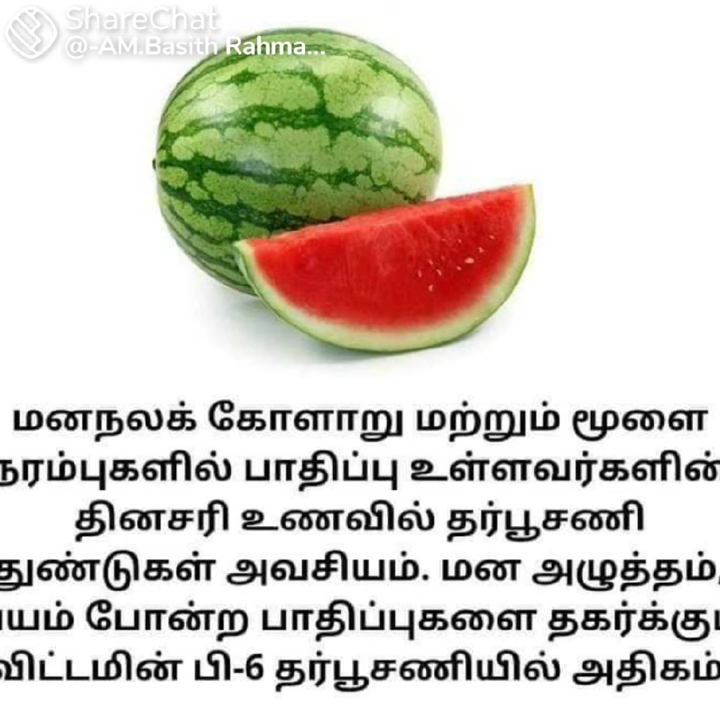 ShareChat
@-AM.Basith Rahma...
மனநலக் கோளாறு மற்றும் மூளை
நரம்புகளில் பாதிப்பு உள்ளவர்களின்
தினசரி உணவில் தர்பூசணி
துண்டுகள் அவசியம். மன அழுத்தம்,
பயம் போன்ற பாதிப்புகளை தகர்க்கும்
விட்டமின் பி-6 தர்பூசணியில் அதிகம்